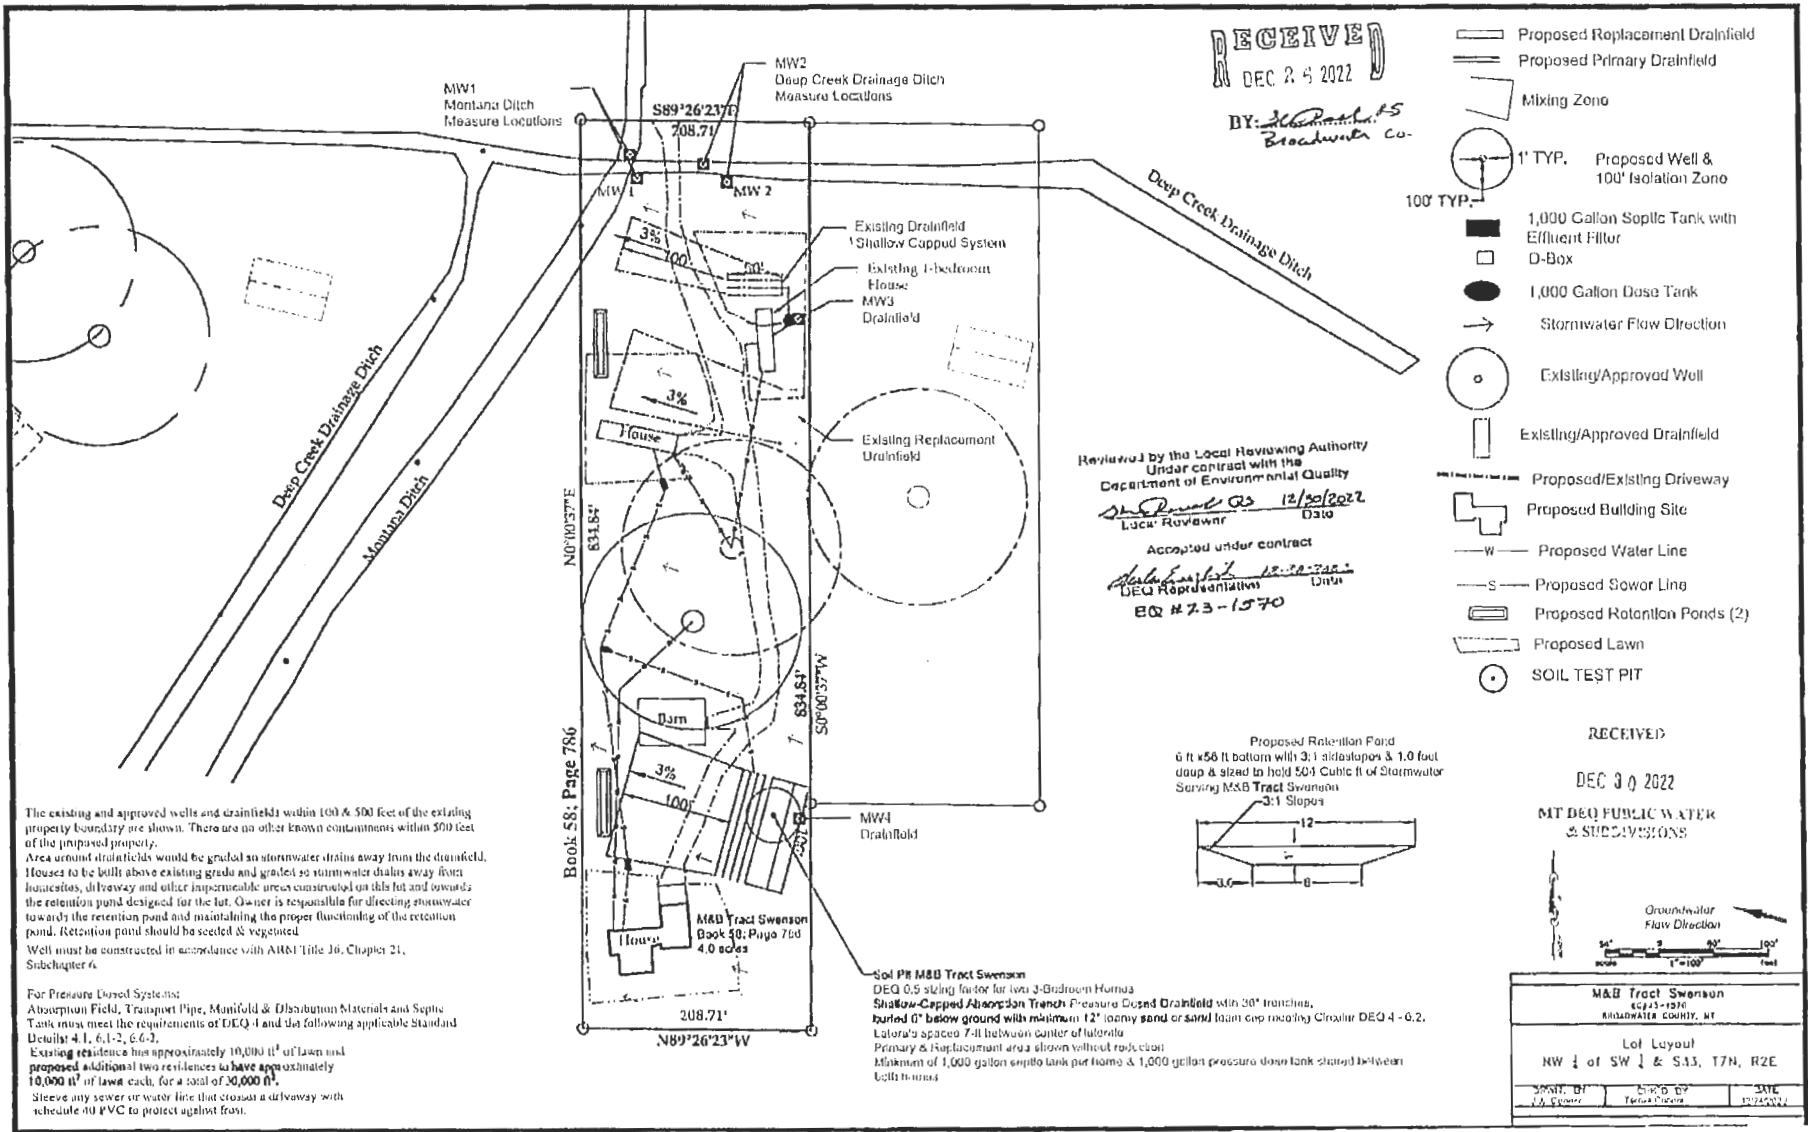 MW1
Montana Ditch
Measure Locations
MW2
Deep Creek Drainage Ditch
Measure Locations
S89°26'23"E
208.71'
MW 1
MW 2
RECEIVED
DEC 2 2022
BY:
Broadwater Co.
Deep Creek Drainage Ditch
Existing Drainfield
Shallow Capped System
Existing 1-bedroom
House
MW3
Drainfield
3%
100'
3%
House
Existing Replacement
Drainfield
Deep Creek Drainage Ditch
Montana Ditch
N0°00'37"E
834.84'
834.84'
S0°00'37"W
Book 58; Page 786
Barn
3%
100'
MW4
Drainfield
House
M&B Tract Swenson
Book 58; Page 786
4.0 acres
208.71'
N89°26'23"W
Proposed Replacement Drainfield
Proposed Primary Drainfield
Mixing Zone
1' TYP.
Proposed Well &
100' Isolation Zone
100' TYP.
1,000 Gallon Septic Tank with
Effluent Filter
D-Box
1,000 Gallon Dose Tank
Stormwater Flow Direction
Existing/Approved Well
Existing/Approved Drainfield
Proposed/Existing Driveway
Proposed Building Site
W Proposed Water Line
S Proposed Sewer Line
Proposed Retention Ponds (2)
Proposed Lawn
SOIL TEST PIT
Reviewed by the Local Reviewing Authority
Under contract with the
Department of Environmental Quality
12/30/2022
Local Reviewer Date
Accepted under contract
DEQ Representative Date
EQ #23-1570
RECEIVED
DEC 30 2022
MT DEQ PUBLIC WATER
& SUBDIVISIONS
Proposed Retention Pond
6 ft x56 ft bottom with 3:1 sideslopes & 1.0 foot
deep & sized to hold 504 Cubic ft of Stormwater
Serving M&B Tract Swenson
3:1 Slopes
12
3.0
6
Groundwater
Flow Direction
50' 0 50' 100'
scale 1"=100' feet
The existing and approved wells and drainfields within 100 & 500 feet of the existing
property boundary are shown. There are no other known contaminants within 500 feet
of the proposed property.
Area around drainfields would be graded so stormwater drains away from the drainfield.
Houses to be built above existing grade and graded so stormwater drains away from
homesites, driveway and other impermeable areas constructed on this lot and towards
the retention pond designed for the lot. Owner is responsible for directing stormwater
towards the retention pond and maintaining the proper functioning of the retention
pond. Retention pond should be seeded & vegetated
Well must be constructed in accordance with ARM Title 36, Chapter 21,
Subchapter 6.
For Pressure Dosed Systems:
Absorption Field, Transport Pipe, Manifold & Distribution Materials and Septic
Tank must meet the requirements of DEQ 4 and the following applicable Standard
Details: 4.1, 6.1-2, 6.6-2,
Existing residence has approximately 10,000 ft² of lawn and
proposed additional two residences to have approximately
10,000 ft² of lawn each, for a total of 30,000 ft².
Sleeve any sewer or water line that crosses a driveway with
schedule 40 PVC to protect against frost.
Soil Pit M&B Tract Swenson
DEQ 0.5 sizing factor for two 3-Bedroom Homes
Shallow-Capped Absorption Trench Pressure Dosed Drainfield with 36" trenches,
buried 6" below ground with minimum 12" loamy sand or sand loam cap meeting Circular DEQ 4 - 6.2.
Laterals spaced 7-ft between center of laterals
Primary & Replacement area shown without reduction
Minimum of 1,000 gallon septic tank per home & 1,000 gallon pressure dose tank shared between
both homes
M&B Tract Swenson
BROADWATER COUNTY, MT
Lot Layout
NW ¼ of SW ¼ & S33, T7N, R2E
DATE